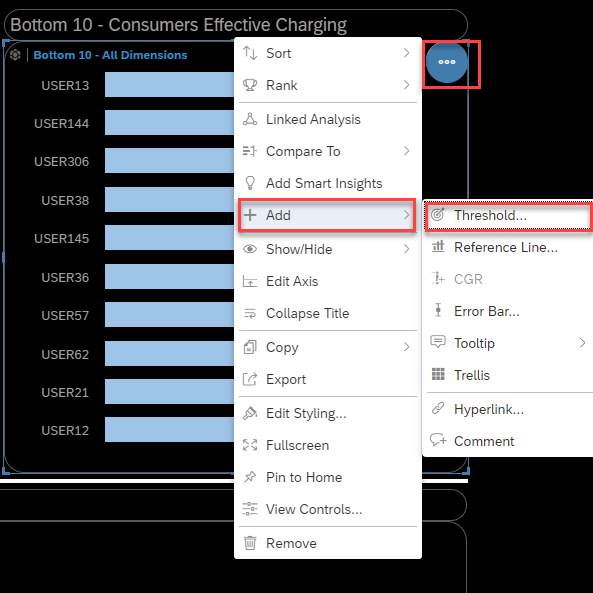 Bottom 10 - Consumers Effective Charging
Bottom 10 - All Dimensions
USER13
USER144
USER306
USER38
USER145
USER36
USER57
USER62
USER21
USER12
Sort
Rank
Linked Analysis
Compare To
Add Smart Insights
Add
Show/Hide
Edit Axis
Collapse Title
Copy
Export
Edit Styling...
Fullscreen
Pin to Home
View Controls...
Remove
Threshold...
Reference Line...
CGR
Error Bar...
Tooltip
Trellis
Hyperlink...
Comment